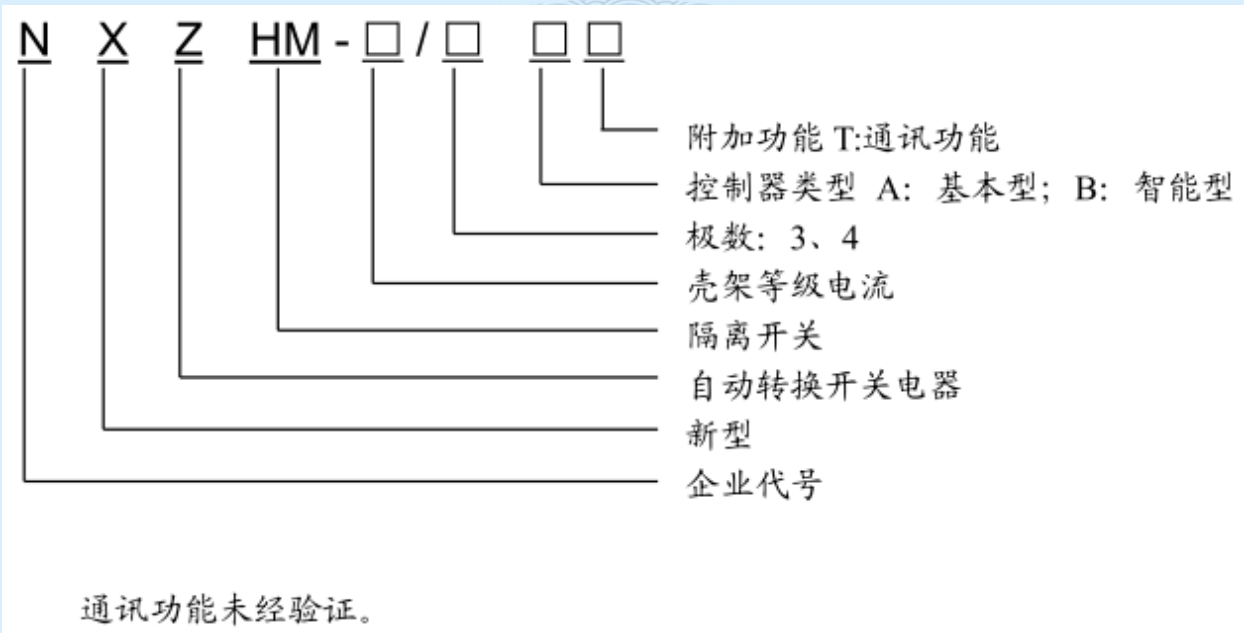 N X Z HM - □ / □ □ □
附加功能 T:通讯功能
控制器类型 A: 基本型; B: 智能型
极数: 3、4
壳架等级电流
隔离开关
自动转换开关电器
新型
企业代号
通讯功能未经验证。